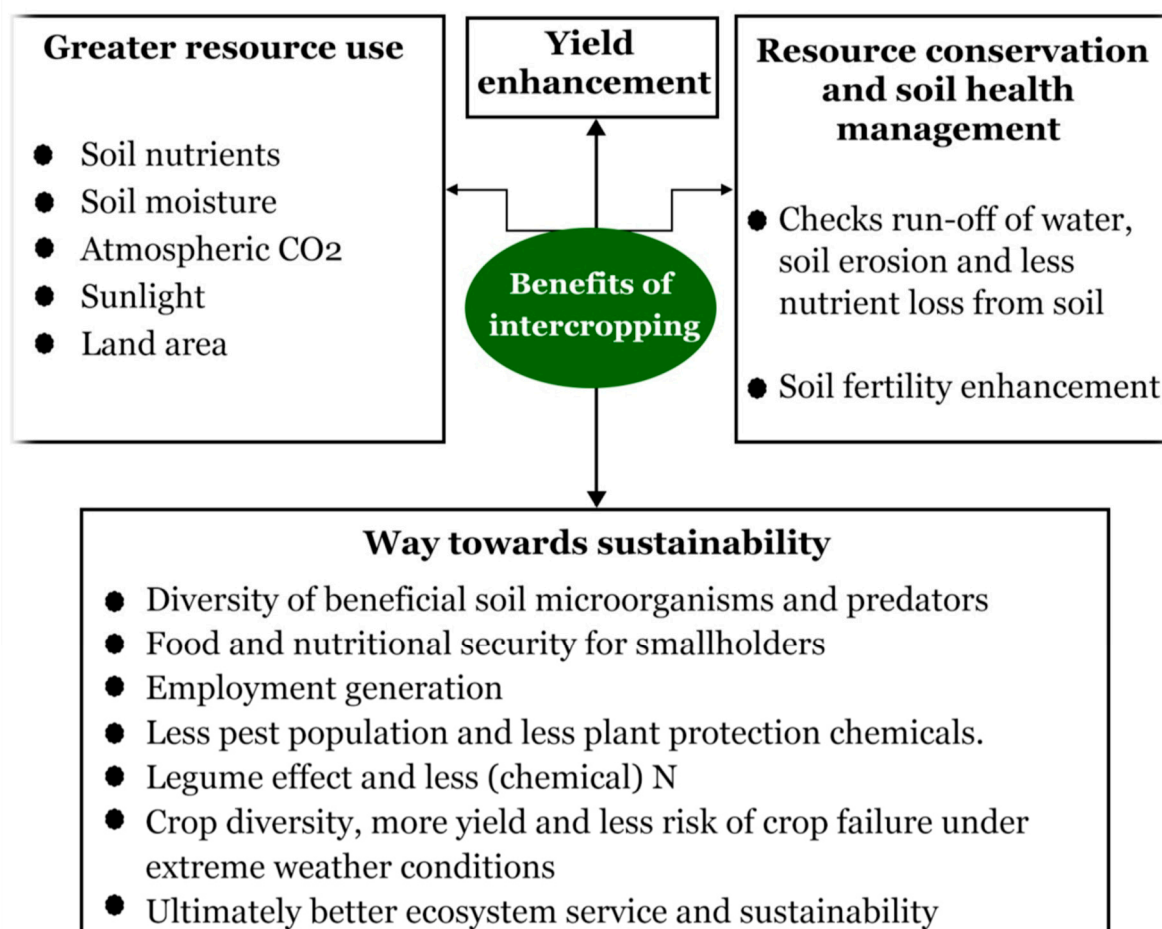 Greater resource use
● Soil nutrients
● Soil moisture
● Atmospheric CO2
● Sunlight
● Land area
Yield
enhancement
Resource conservation
and soil health
management
● Checks run-off of water,
soil erosion and less
nutrient loss from soil
● Soil fertility enhancement
Benefits of
intercropping
Way towards sustainability
● Diversity of beneficial soil microorganisms and predators
● Food and nutritional security for smallholders
● Employment generation
● Less pest population and less plant protection chemicals.
● Legume effect and less (chemical) N
● Crop diversity, more yield and less risk of crop failure under
extreme weather conditions
● Ultimately better ecosystem service and sustainability